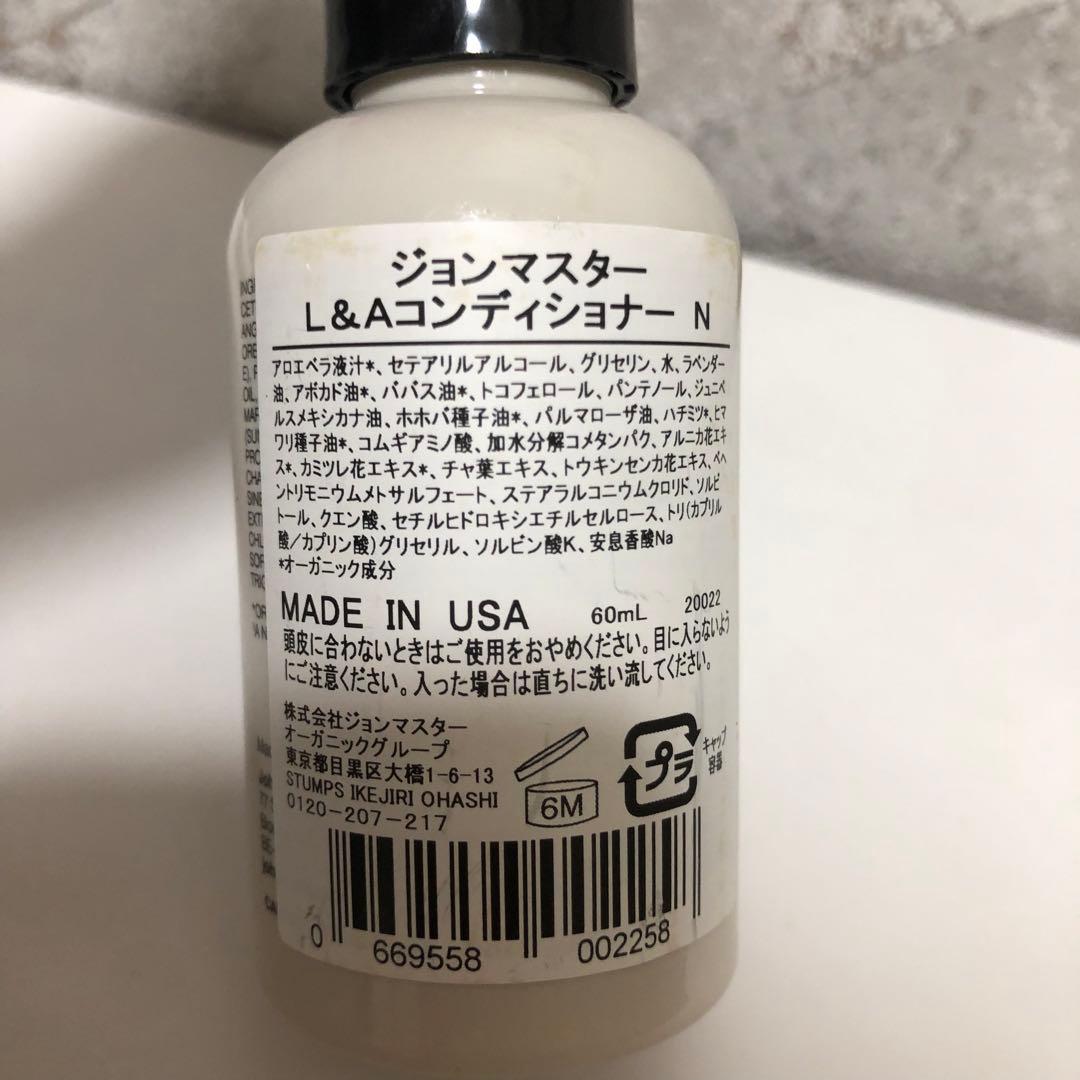 ジョンマスター
L&Aコンディショナー N
アロエベラ液汁*、セテアリルアルコール、グリセリン、水、ラベンダー
油、アボカド油*、ババス油*、トコフェロール、パンテノール、ジュニペ
ルスメキシカナ油、ホホバ種子油*、パルマローザ油、ハチミツ*、ヒマ
ワリ種子油*、コムギアミノ酸、加水分解コメタンパク、アルニカ花エキ
ス*、カミツレ花エキス*、チャ葉エキス、トウキンセンカ花エキス、ベヘ
ントリモニウムメトサルフェート、ステアラルコニウムクロリド、ソルビ
トール、クエン酸、セチルヒドロキシエチルセルロース、トリ(カプリル
酸/カプリン酸)グリセリル、ソルビン酸K、安息香酸Na
*オーガニック成分
MADE IN USA 60mL 20022
頭皮に合わないときはご使用をおやめください。目に入らないよう
にご注意ください。入った場合は直ちに洗い流してください。
株式会社ジョンマスター
オーガニックグループ
東京都目黒区大橋1-6-13
STUMPS IKEJIRI OHASHI
0120-207-217
6M
プラ
キャップ
容器
0 669558 002258